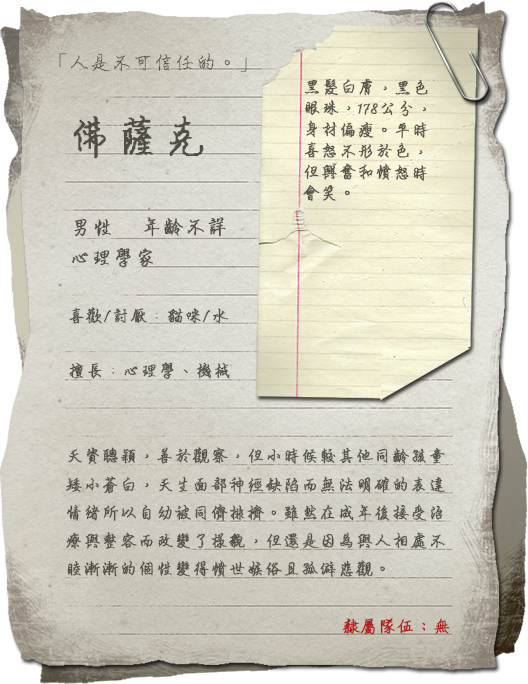 「人是不可信任的。」
佛薩克
男性　年齡不詳
心理學家
喜歡/討厭：貓咪/水
擅長：心理學、機械
黑髮白膚，黑色
眼珠，178公分，
身材偏瘦。平時
喜怒不形於色，
但興奮和憤怒時
會笑。
天資聰穎，善於觀察，但小時候較其他同齡孩童
矮小蒼白，天生面部神經缺陷而無法明確的表達
情緒所以自幼被同儕排擠。雖然在成年後接受治
療與整容而改變了樣貌，但還是因為與人相處不
睦漸漸的個性變得憤世嫉俗且孤僻悲觀。
隸屬隊伍：無